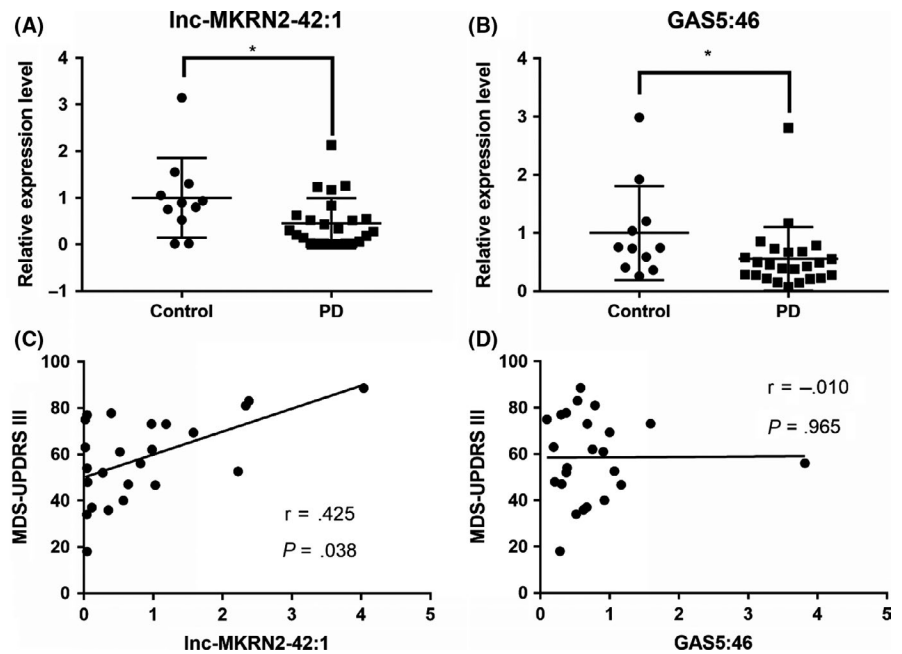 (A)
lnc-MKRN2-42:1
Relative expression level
4
3
2
1
0
–1
*
Control
PD
(B)
GAS5:46
Relative expression level
4
3
2
1
0
*
Control
PD
(C)
MDS-UPDRS III
100
80
60
40
20
0
r = .425
P = .038
0
1
2
3
4
5
lnc-MKRN2-42:1
(D)
MDS-UPDRS III
100
80
60
40
20
0
r = –.010
P = .965
0
1
2
3
4
5
GAS5:46